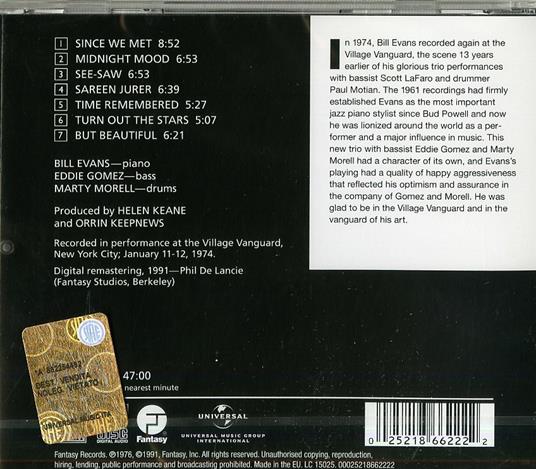 1 SINCE WE MET 8:52
2 MIDNIGHT MOOD 6:53
3 SEE-SAW 6:53
4 SAREEN JURER 6:39
5 TIME REMEMBERED 5:27
6 TURN OUT THE STARS 5:07
7 BUT BEAUTIFUL 6:21
BILL EVANS—piano
EDDIE GOMEZ—bass
MARTY MORELL—drums
Produced by HELEN KEANE
and ORRIN KEEPNEWS
Recorded in performance at the Village Vanguard,
New York City; January 11-12, 1974.
Digital remastering, 1991—Phil De Lancie
(Fantasy Studios, Berkeley)
In 1974, Bill Evans recorded again at the
Village Vanguard, the scene 13 years
earlier of his glorious trio performances
with bassist Scott LaFaro and drummer
Paul Motian. The 1961 recordings had firmly
established Evans as the most important
jazz piano stylist since Bud Powell and now
he was lionized around the world as a per-
former and a major influence in music. This
new trio with bassist Eddie Gomez and Marty
Morell had a character of its own, and Evans's
playing had a quality of happy aggressiveness
that reflected his optimism and assurance in
the company of Gomez and Morell. He was
glad to be in the Village Vanguard and in the
vanguard of his art.
SIAE
DEST. VENDITA
NOLEG. VIETATO
UNIVERSAL MUSIC ITA
47:00
nearest minute
DISC
DIGITAL AUDIO
Fantasy
UNIVERSAL
UNIVERSAL MUSIC GROUP
INTERNATIONAL
0 25218 66222 2
Fantasy Records. ℗1976, ©1991, Fantasy, Inc. All rights reserved. Unauthorised copying, reproduction,
hiring, lending, public performance and broadcasting prohibited. Made in the EU. LC 15025. 00025218662222